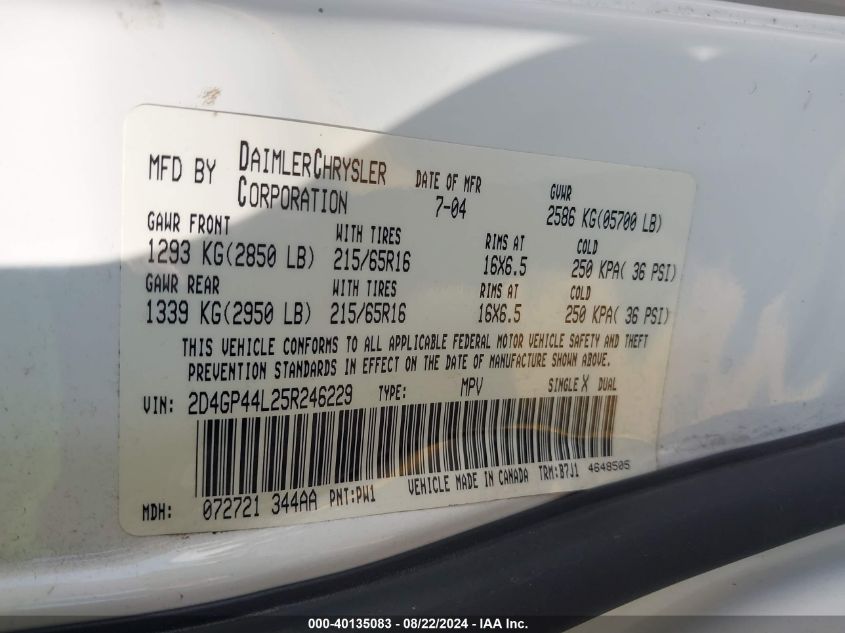 MFD BY DAIMLERCHRYSLER CORPORATION DATE OF MFR 7-04 GVWR 2586 KG(05700 LB)
GAWR FRONT WITH TIRES RIMS AT COLD
1293 KG(2850 LB) 215/65R16 16X6.5 250 KPA( 36 PSI)
GAWR REAR WITH TIRES RIMS AT COLD
1339 KG(2950 LB) 215/65R16 16X6.5 250 KPA( 36 PSI)
THIS VEHICLE CONFORMS TO ALL APPLICABLE FEDERAL MOTOR VEHICLE SAFETY AND THEFT
PREVENTION STANDARDS IN EFFECT ON THE DATE OF MANUFACTURE SHOWN ABOVE.
VIN: 2D4GP44L25R246229 TYPE: MPV SINGLE X DUAL
MDH: 072721 344AA PNT:PW1 VEHICLE MADE IN CANADA TRM:B7J1 4648505
000-40135083 - 08/22/2024 - IAA Inc.